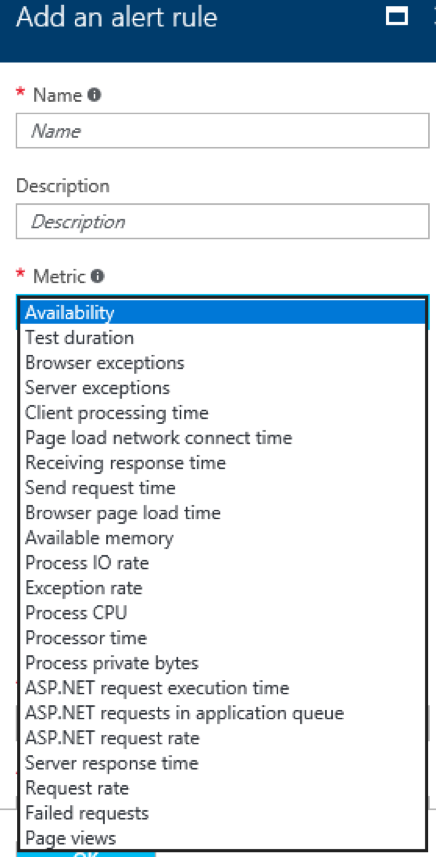 Add an alert rule
* Name
Name
Description
Description
* Metric
Availability
Test duration
Browser exceptions
Server exceptions
Client processing time
Page load network connect time
Receiving response time
Send request time
Browser page load time
Available memory
Process IO rate
Exception rate
Process CPU
Processor time
Process private bytes
ASP.NET request execution time
ASP.NET requests in application queue
ASP.NET request rate
Server response time
Request rate
Failed requests
Page views
OK